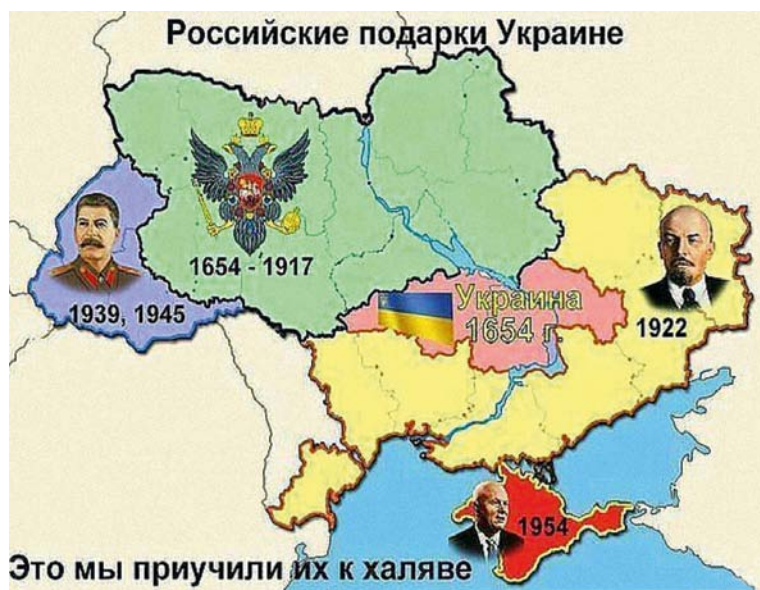 Российские подарки Украине
1654 - 1917
1939, 1945
Украина
1654 г.
1922
1954
Это мы приучили их к халяве